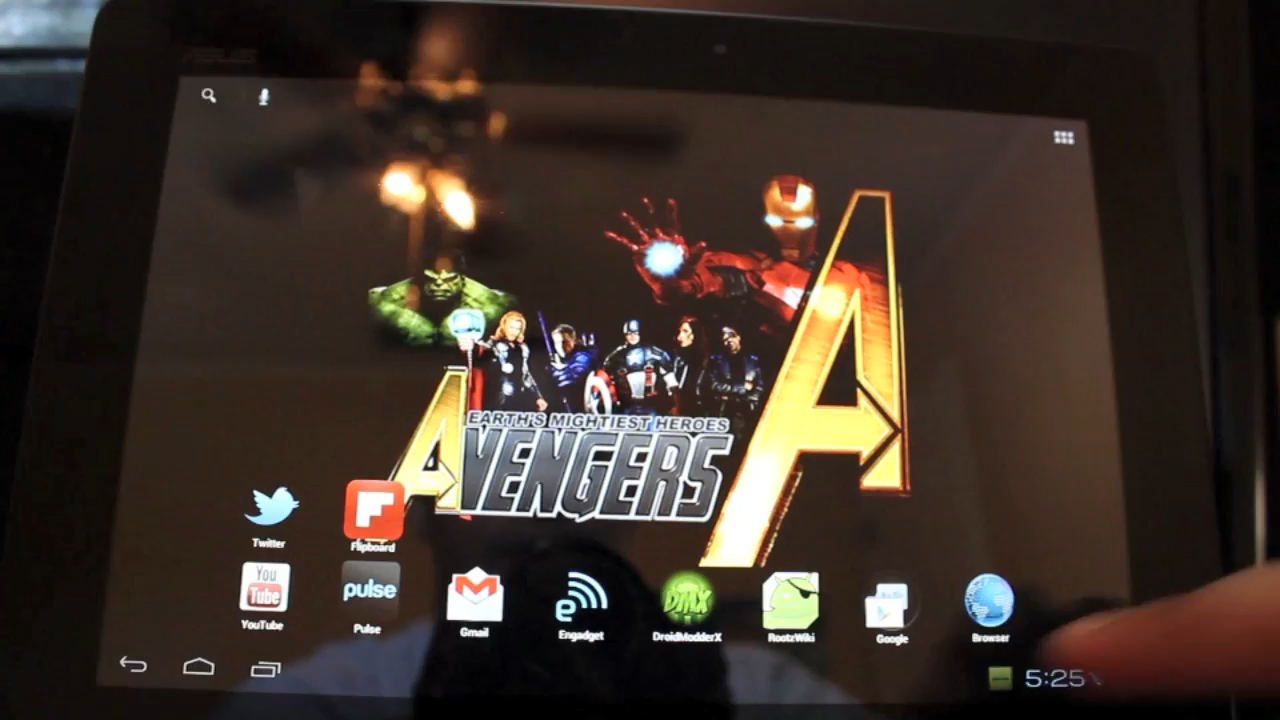 ASUS
EARTH'S MIGHTIEST HEROES
AVENGERS
Twitter
Flipboard
You
Tube
pulse
DMX
YouTube
Pulse
Gmail
Engadget
DroidModderX
RootzWiki
Google
Browser
5:25